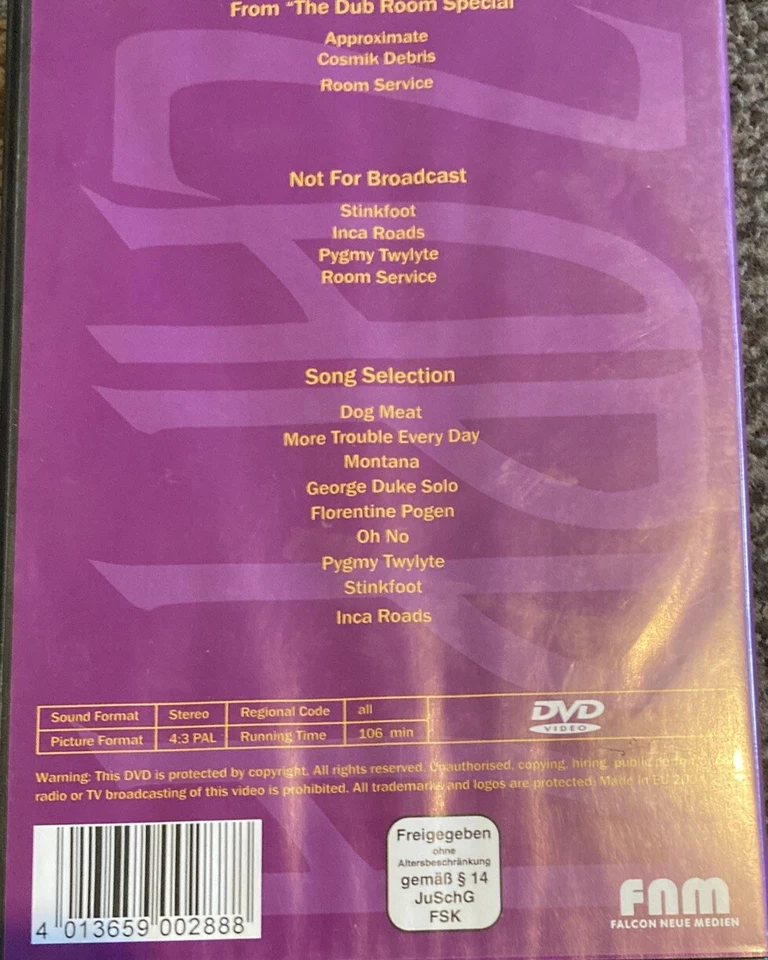 From "The Dub Room Special
Approximate
Cosmik Debris
Room Service
Not For Broadcast
Stinkfoot
Inca Roads
Pygmy Twylyte
Room Service
Song Selection
Dog Meat
More Trouble Every Day
Montana
George Duke Solo
Florentine Pogen
Oh No
Pygmy Twylyte
Stinkfoot
Inca Roads
Sound Format Stereo Regional Code all
Picture Format 4:3 PAL Running Time 106 min
DVD
VIDEO
Warning: This DVD is protected by copyright. All rights reserved. Unauthorised, copying, hiring, public
radio or TV broadcasting of this video is prohibited. All trademarks and logos are protected. Made in EU
4 013659 002888
Freigegeben
ohne
Altersbeschränkung
gemäß § 14
JuSchG
FSK
fnm
FALCON NEUE MEDIEN